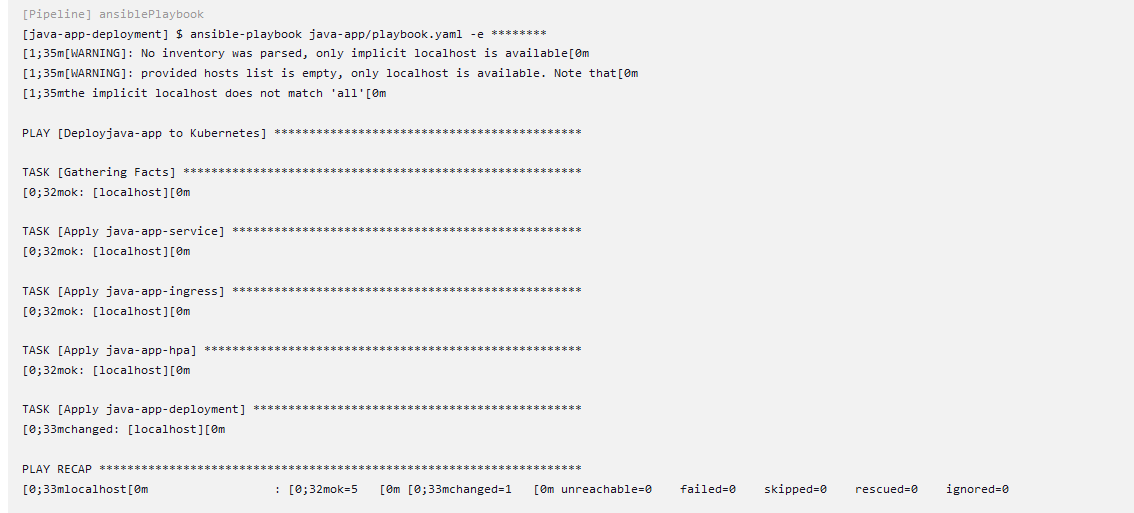 [Pipeline] ansiblePlaybook
[java-app-deployment] $ ansible-playbook java-app/playbook.yaml -e ********
[1;35m[WARNING]: No inventory was parsed, only implicit localhost is available[0m
[1;35m[WARNING]: provided hosts list is empty, only localhost is available. Note that[0m
[1;35mthe implicit localhost does not match 'all'[0m
PLAY [Deployjava-app to Kubernetes] ********************************************
TASK [Gathering Facts] *********************************************************
[0;32mok: [localhost][0m
TASK [Apply java-app-service] **************************************************
[0;32mok: [localhost][0m
TASK [Apply java-app-ingress] **************************************************
[0;32mok: [localhost][0m
TASK [Apply java-app-hpa] ******************************************************
[0;32mok: [localhost][0m
TASK [Apply java-app-deployment] ***********************************************
[0;33mchanged: [localhost][0m
PLAY RECAP *********************************************************************
[0;33mlocalhost[0m                  : [0;32mok=5   [0m [0;33mchanged=1   [0m unreachable=0    failed=0    skipped=0    rescued=0    ignored=0